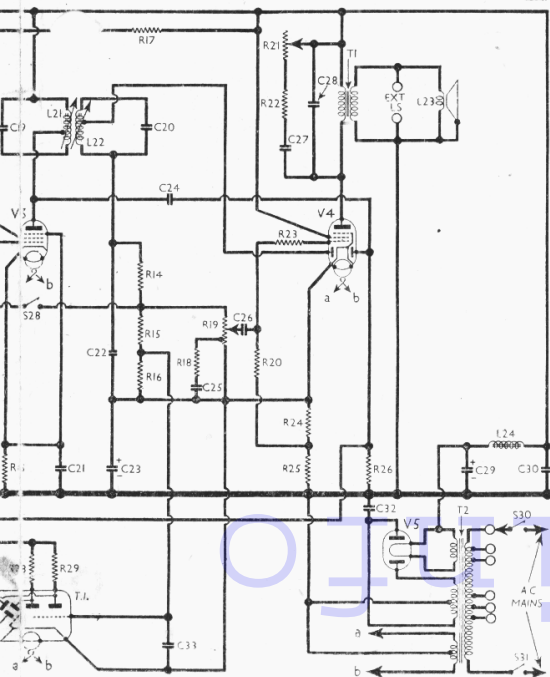 R17
R21
T1
C28
L21
EXT
LS
L23
R22
C19
C20
L22
C27
C24
V3
V4
R23
b
R14
a
b
S28
C26
R19
R15
C22
R18
R20
R16
C25
R24
L24
C21
+
C23
–
R25
R26
+
C29
–
C30
C32
V5
T2
S30
R29
T.I.
A C
MAINS
a
C33
S31
a
b
b